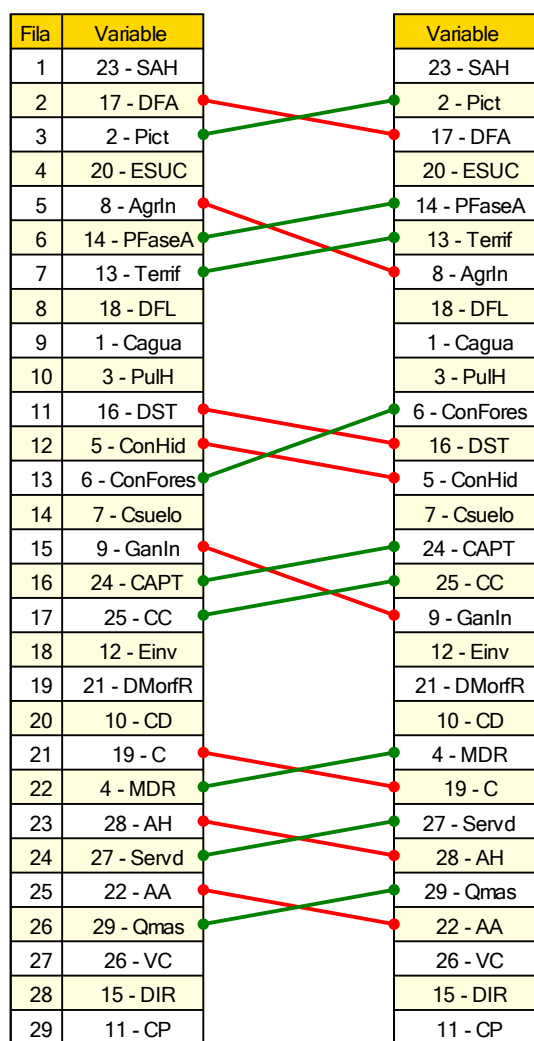 Fila Variable Variable
1 23 - SAH 23 - SAH
2 17 - DFA 2 - Pict
3 2 - Pict 17 - DFA
4 20 - ESUC 20 - ESUC
5 8 - AgrIn 14 - PFaseA
6 14 - PFaseA 13 - Terrif
7 13 - Terrif 8 - AgrIn
8 18 - DFL 18 - DFL
9 1 - Cagua 1 - Cagua
10 3 - PulH 3 - PulH
11 16 - DST 6 - ConFores
12 5 - ConHid 16 - DST
13 6 - ConFores 5 - ConHid
14 7 - Csuelo 7 - Csuelo
15 9 - GanIn 24 - CAPT
16 24 - CAPT 25 - CC
17 25 - CC 9 - GanIn
18 12 - Einv 12 - Einv
19 21 - DMorfR 21 - DMorfR
20 10 - CD 10 - CD
21 19 - C 4 - MDR
22 4 - MDR 19 - C
23 28 - AH 27 - Servd
24 27 - Servd 28 - AH
25 22 - AA 29 - Qmas
26 29 - Qmas 22 - AA
27 26 - VC 26 - VC
28 15 - DIR 15 - DIR
29 11 - CP 11 - CP